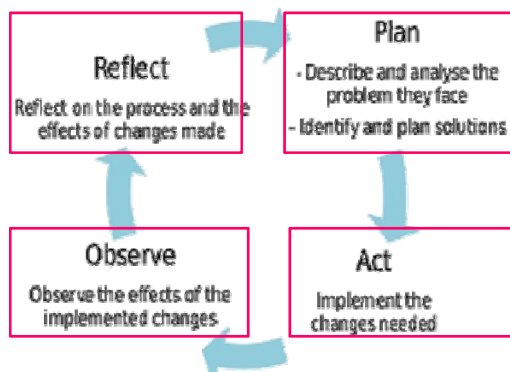 Reflect
Reflect on the process and the
effects of changes made
Plan
- Describe and analyse the
problem they face
- Identify and plan solutions
Observe
Observe the effects of the
implemented changes
Act
Implement the
changes needed